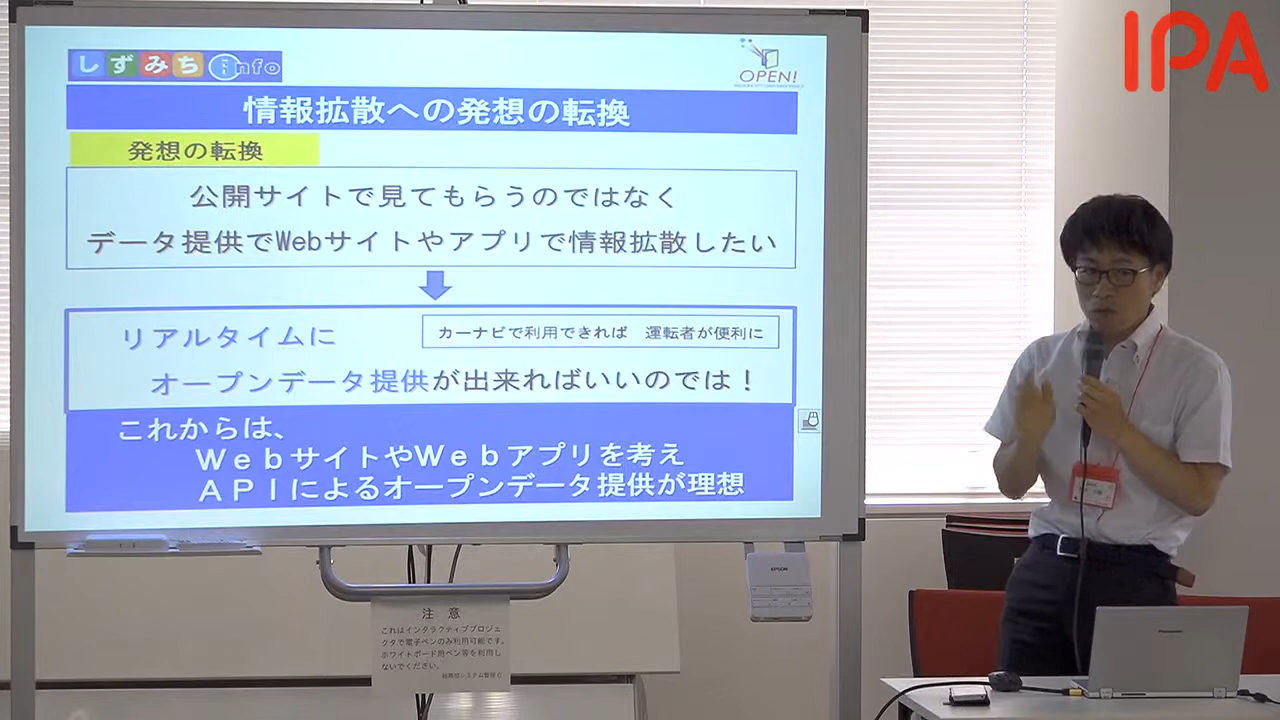 しずみちinfo
OPEN!
IPA
情報拡散への発想の転換
発想の転換
公開サイトで見てもらうのではなく
データ提供でWebサイトやアプリで情報拡散したい
リアルタイムに
カーナビで利用できれば　運転者が便利に
オープンデータ提供が出来ればいいのでは！
これからは、
ＷｅｂサイトやＷｅｂアプリを考え
ＡＰＩによるオープンデータ提供が理想
EPSON
注　意
これはインタラクティブプロジェ
クタで電子ペンのみ利用可能です。
ホワイトボード用ペン等を利用し
ないでください。
Panasonic